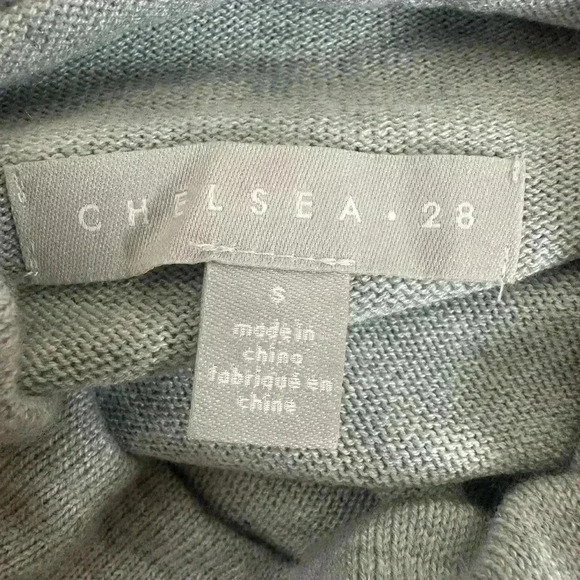 CHELSEA . 28
S
made in
china
fabriqué en
chine